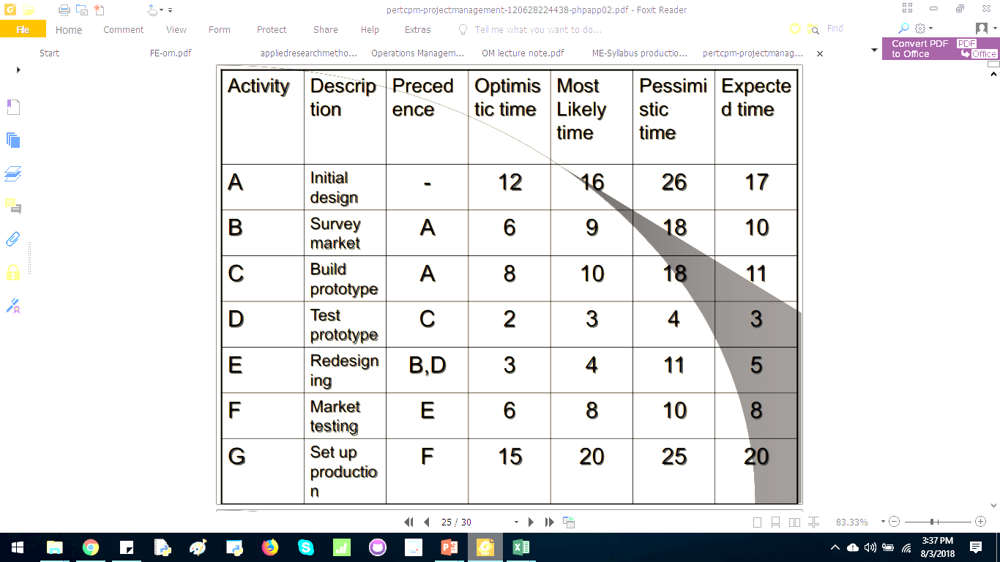 pertcpm-projectmanagement-120628224438-phpapp02.pdf - Foxit Reader
File Home Comment View Form Protect Share Help Extras Tell me what you want to do... Find
Start FE-om.pdf appliedresearchmetho... Operations Managem... OM lecture note.pdf ME-Syllabus productio... pertcpm-projectmanag...
Convert PDF
to Office
PDF
Office
Activity Descrip
tion Preced
ence Optimis
tic time Most
Likely
time Pessimi
stic
time Expecte
d time
A Initial
design - 12 16 26 17
B Survey
market A 6 9 18 10
C Build
prototype A 8 10 18 11
D Test
prototype C 2 3 4 3
E Redesign
ing B,D 3 4 11 5
F Market
testing E 6 8 10 8
G Set up
productio
n F 15 20 25 20
25 / 30
83.33%
3:37 PM
8/3/2018